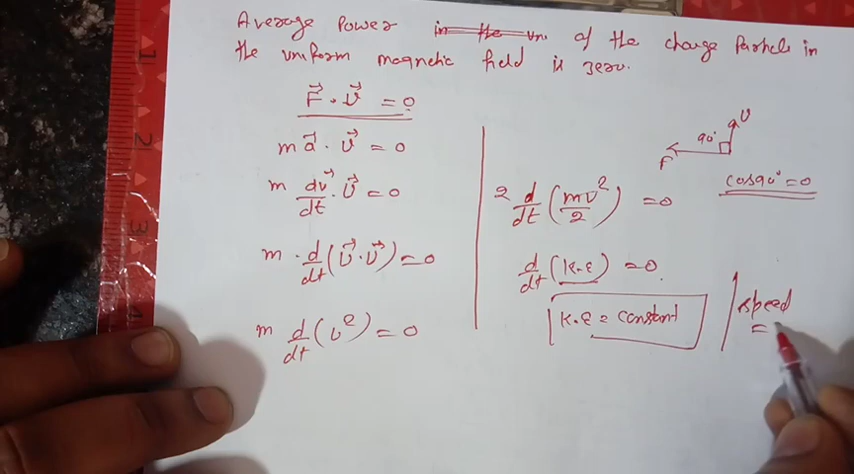 Average Power of the charge Particle in
the uniform magnetic field is zero.
F⃗ · v⃗ = 0
m a⃗ · v⃗ = 0
m dv⃗/dt · v⃗ = 0
m · d/dt (v⃗ · v⃗) = 0
m d/dt (v²) = 0
90° v
F
cos90° = 0
2 d/dt (mv²/2) = 0
d/dt (K.E) = 0
K.E = constant
speed
=
1
2
3
4